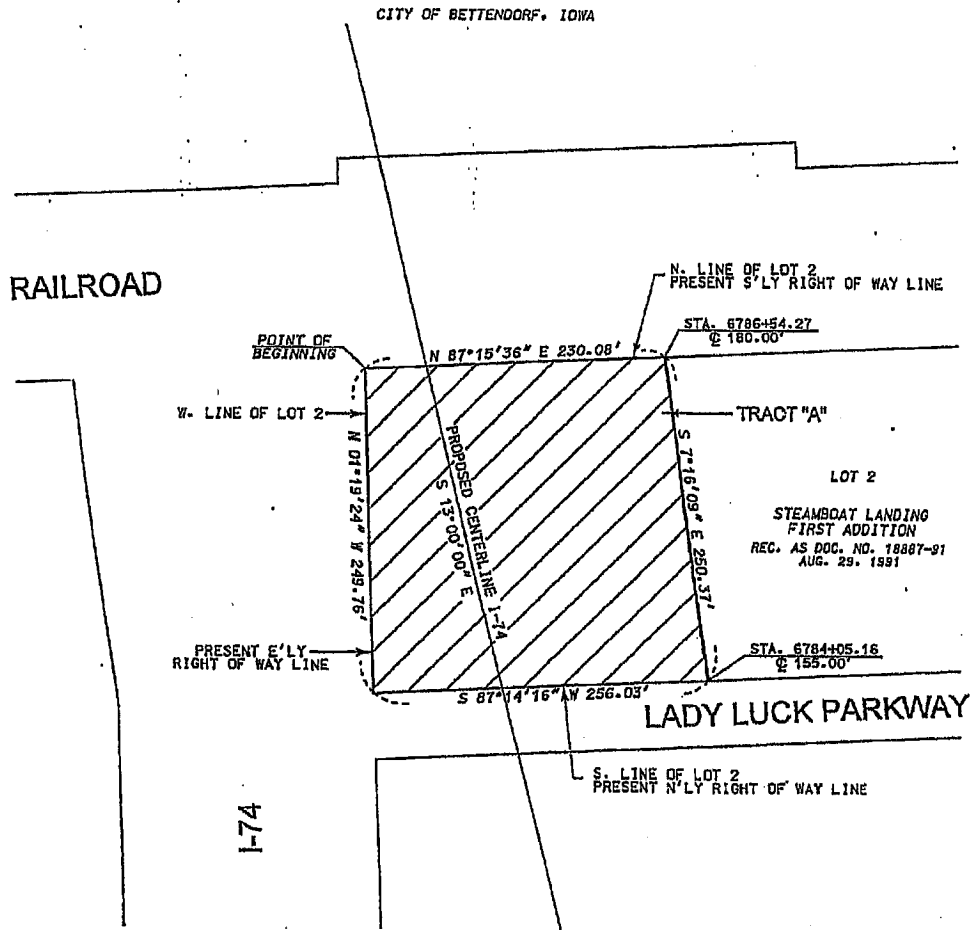 CITY OF BETTENDORF, IOWA
RAILROAD
N. LINE OF LOT 2
PRESENT S'LY RIGHT OF WAY LINE
STA. 6786+54.27
℄ 180.00'
POINT OF
BEGINNING
N 87°15'36" E 230.08'
W. LINE OF LOT 2
TRACT "A"
N 01°19'24" W 249.76'
PROPOSED CENTERLINE I-74
S 13°00'00" E
S 7°16'09" E 250.37'
LOT 2
STEAMBOAT LANDING
FIRST ADDITION
REC. AS DOC. NO. 18887-91
AUG. 29. 1991
PRESENT E'LY
RIGHT OF WAY LINE
STA. 6784+05.16
℄ 155.00'
S 87°14'16" W 256.03'
LADY LUCK PARKWAY
S. LINE OF LOT 2
PRESENT N'LY RIGHT OF WAY LINE
I-74